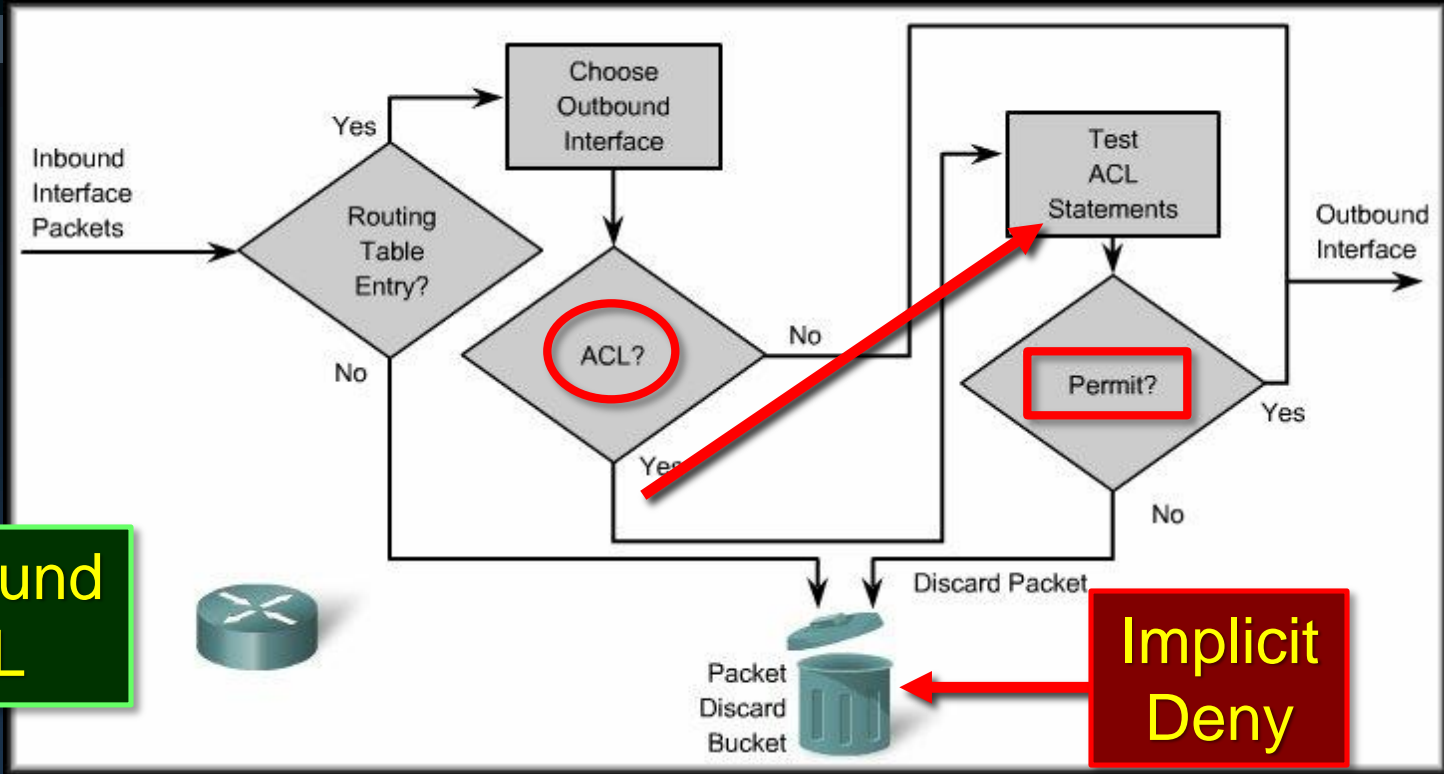 Choose
Outbound
Interface
Yes
Inbound
Interface
Packets
Routing
Table
Entry?
Test
ACL
Statements
Outbound
Interface
ACL?
No
No
Permit?
Yes
Yes
No
und
L
Discard Packet
Packet
Discard
Bucket
Implicit
Deny